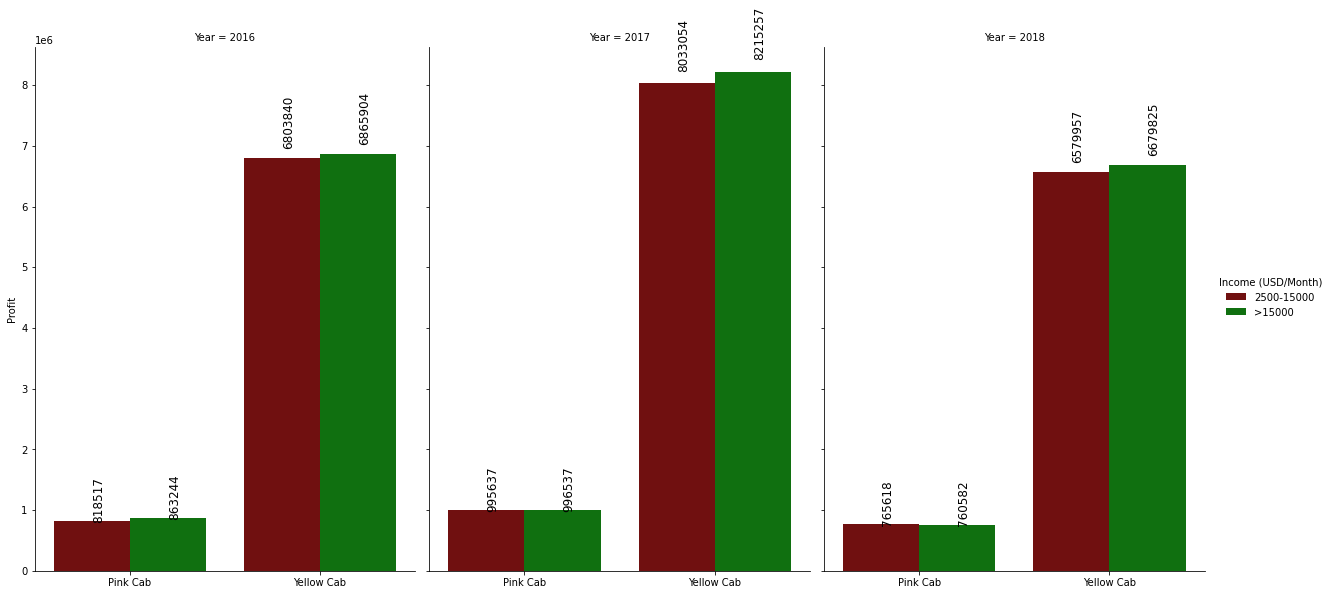 1e6
Year = 2016
Year = 2017
Year = 2018
Profit
8
7
6
5
4
3
2
1
0
818517
863244
6803840
6865904
995637
996537
8033054
8215257
765618
760582
6579957
6679825
Pink Cab
Yellow Cab
Pink Cab
Yellow Cab
Pink Cab
Yellow Cab
Income (USD/Month)
2500-15000
>15000